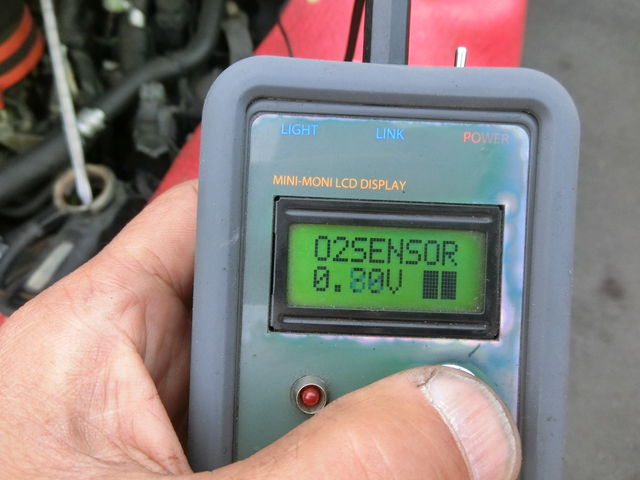 LIGHT LINK POWER
MINI-MONI LCD DISPLAY
O2SENSOR
0.80V